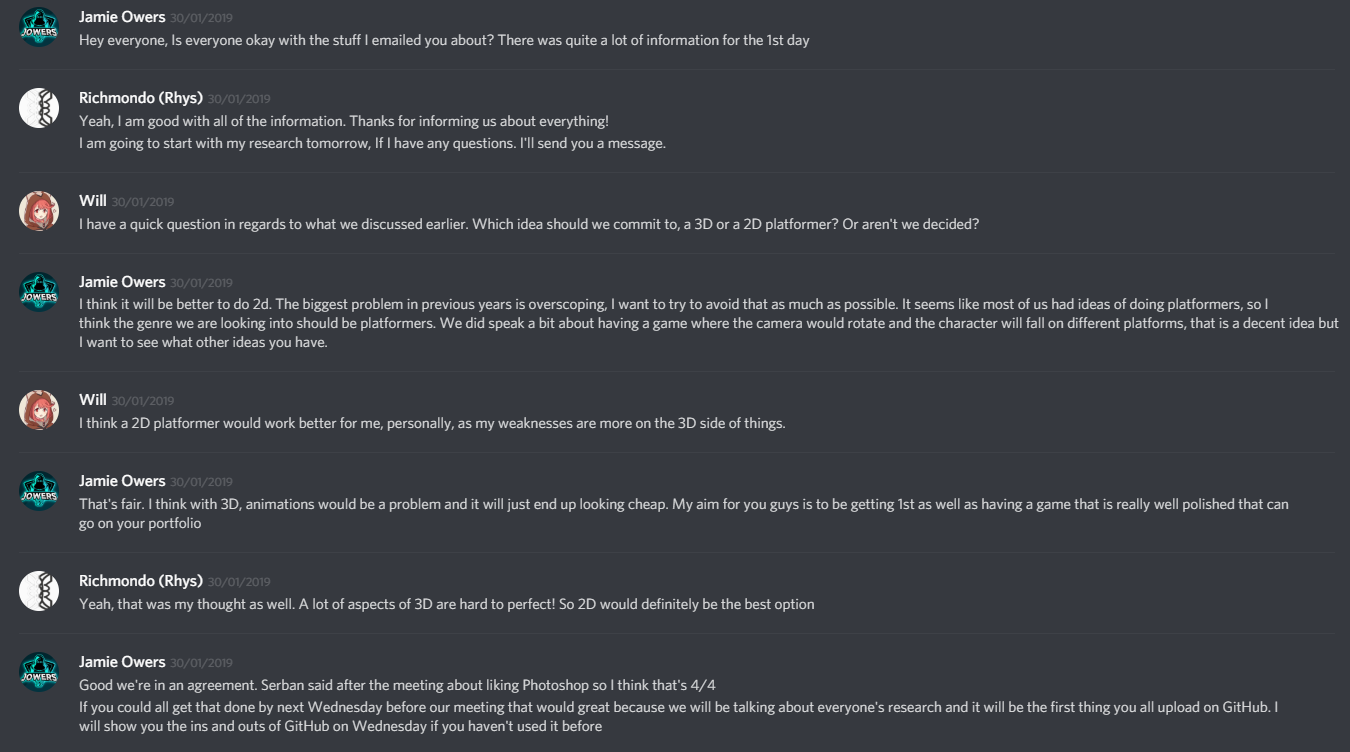 Jamie Owers 30/01/2019
Hey everyone, Is everyone okay with the stuff I emailed you about? There was quite a lot of information for the 1st day
Richmondo (Rhys) 30/01/2019
Yeah, I am good with all of the information. Thanks for informing us about everything!
I am going to start with my research tomorrow, If I have any questions. I'll send you a message.
Will 30/01/2019
I have a quick question in regards to what we discussed earlier. Which idea should we commit to, a 3D or a 2D platformer? Or aren't we decided?
JOWERS Jamie Owers 30/01/2019
I think it will be better to do 2d. The biggest problem in previous years is overscoping, I want to try to avoid that as much as possible. It seems like most of us had ideas of doing platformers, so I
think the genre we are looking into should be platformers. We did speak a bit about having a game where the camera would rotate and the character will fall on different platforms, that is a decent idea but
I want to see what other ideas you have.
Will 30/01/2019
I think a 2D platformer would work better for me, personally, as my weaknesses are more on the 3D side of things.
JOWERS Jamie Owers 30/01/2019
That's fair. I think with 3D, animations would be a problem and it will just end up looking cheap. My aim for you guys is to be getting 1st as well as having a game that is really well polished that can
go on your portfolio
Richmondo (Rhys) 30/01/2019
Yeah, that was my thought as well. A lot of aspects of 3D are hard to perfect! So 2D would definitely be the best option
JOWERS Jamie Owers 30/01/2019
Good we're in an agreement. Serban said after the meeting about liking Photoshop so I think that's 4/4
If you could all get that done by next Wednesday before our meeting that would great because we will be talking about everyone's research and it will be the first thing you all upload on GitHub. I
will show you the ins and outs of GitHub on Wednesday if you haven't used it before